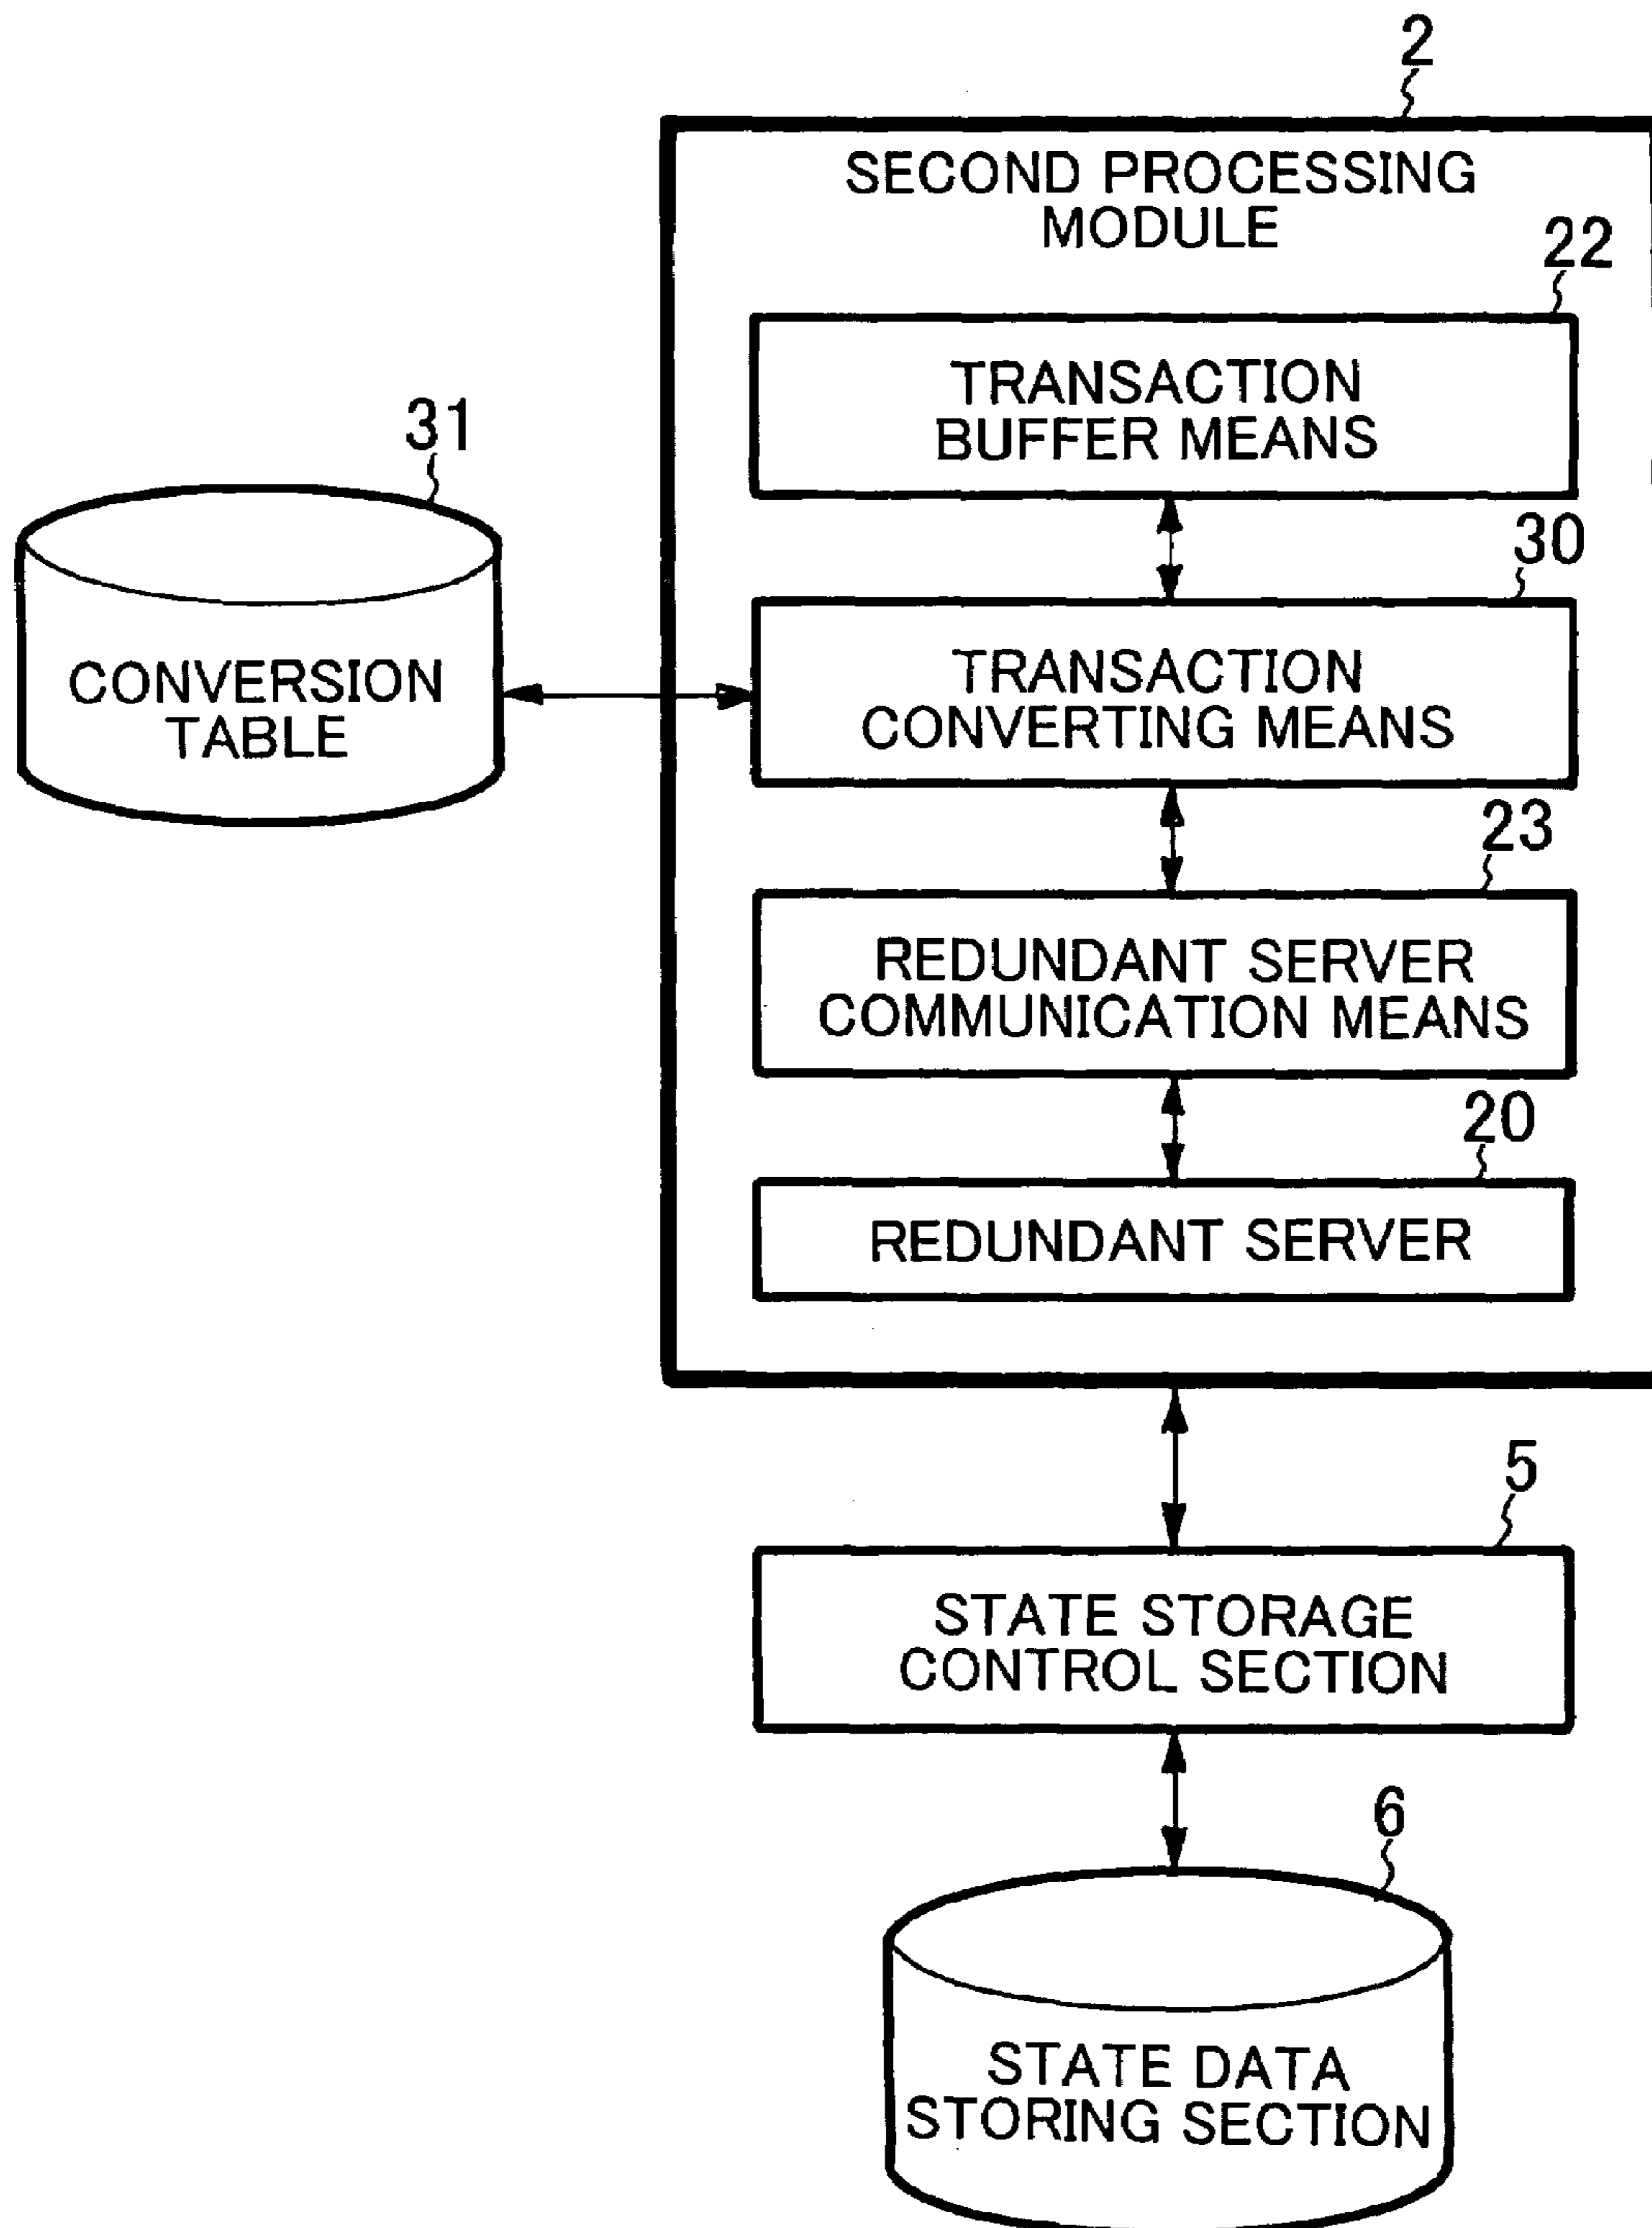 2
SECOND PROCESSING
MODULE
22
TRANSACTION
BUFFER MEANS
31
30
CONVERSION
TABLE
TRANSACTION
CONVERTING MEANS
23
REDUNDANT SERVER
COMMUNICATION MEANS
20
REDUNDANT SERVER
5
STATE STORAGE
CONTROL SECTION
6
STATE DATA
STORING SECTION